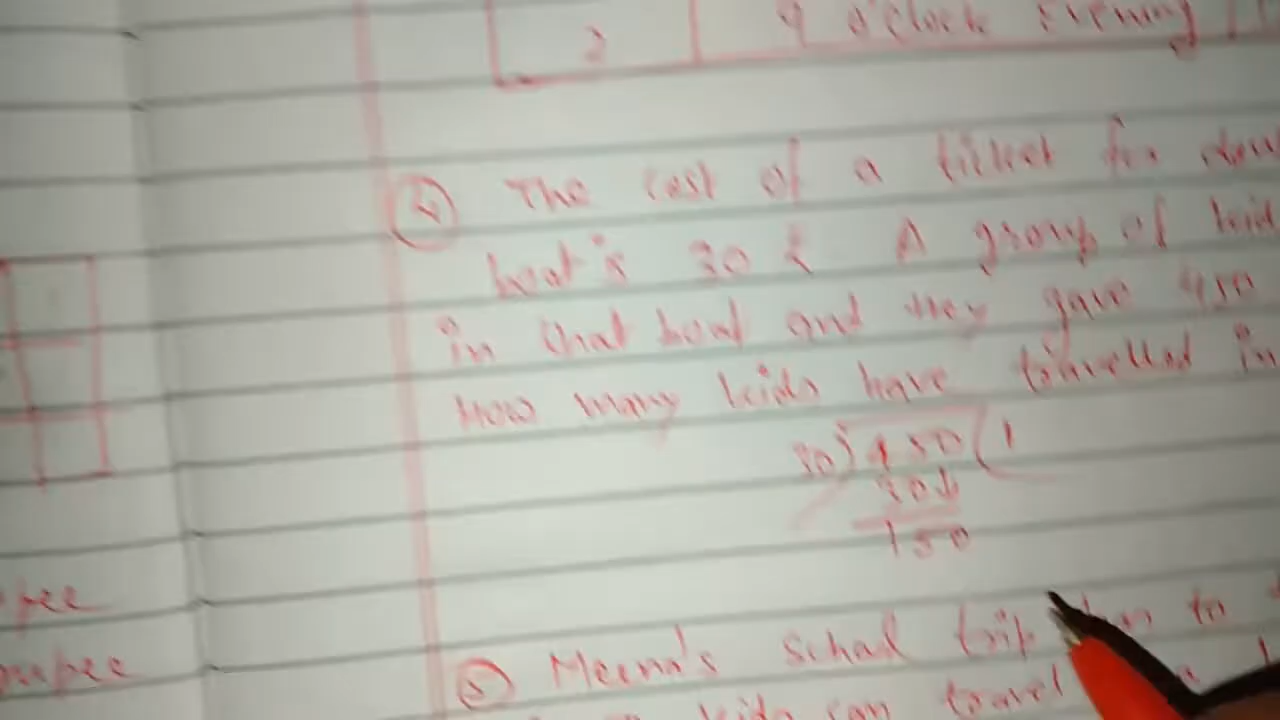 2 9 o'clock Evening
④ The cost of a ticket for
boat's 30 ₹ A group of
in that boat and they gave 450
How many kids have travelled in
30)450(1
30↓
150
⑤ Meena's school trip to
kids can travel
rupee